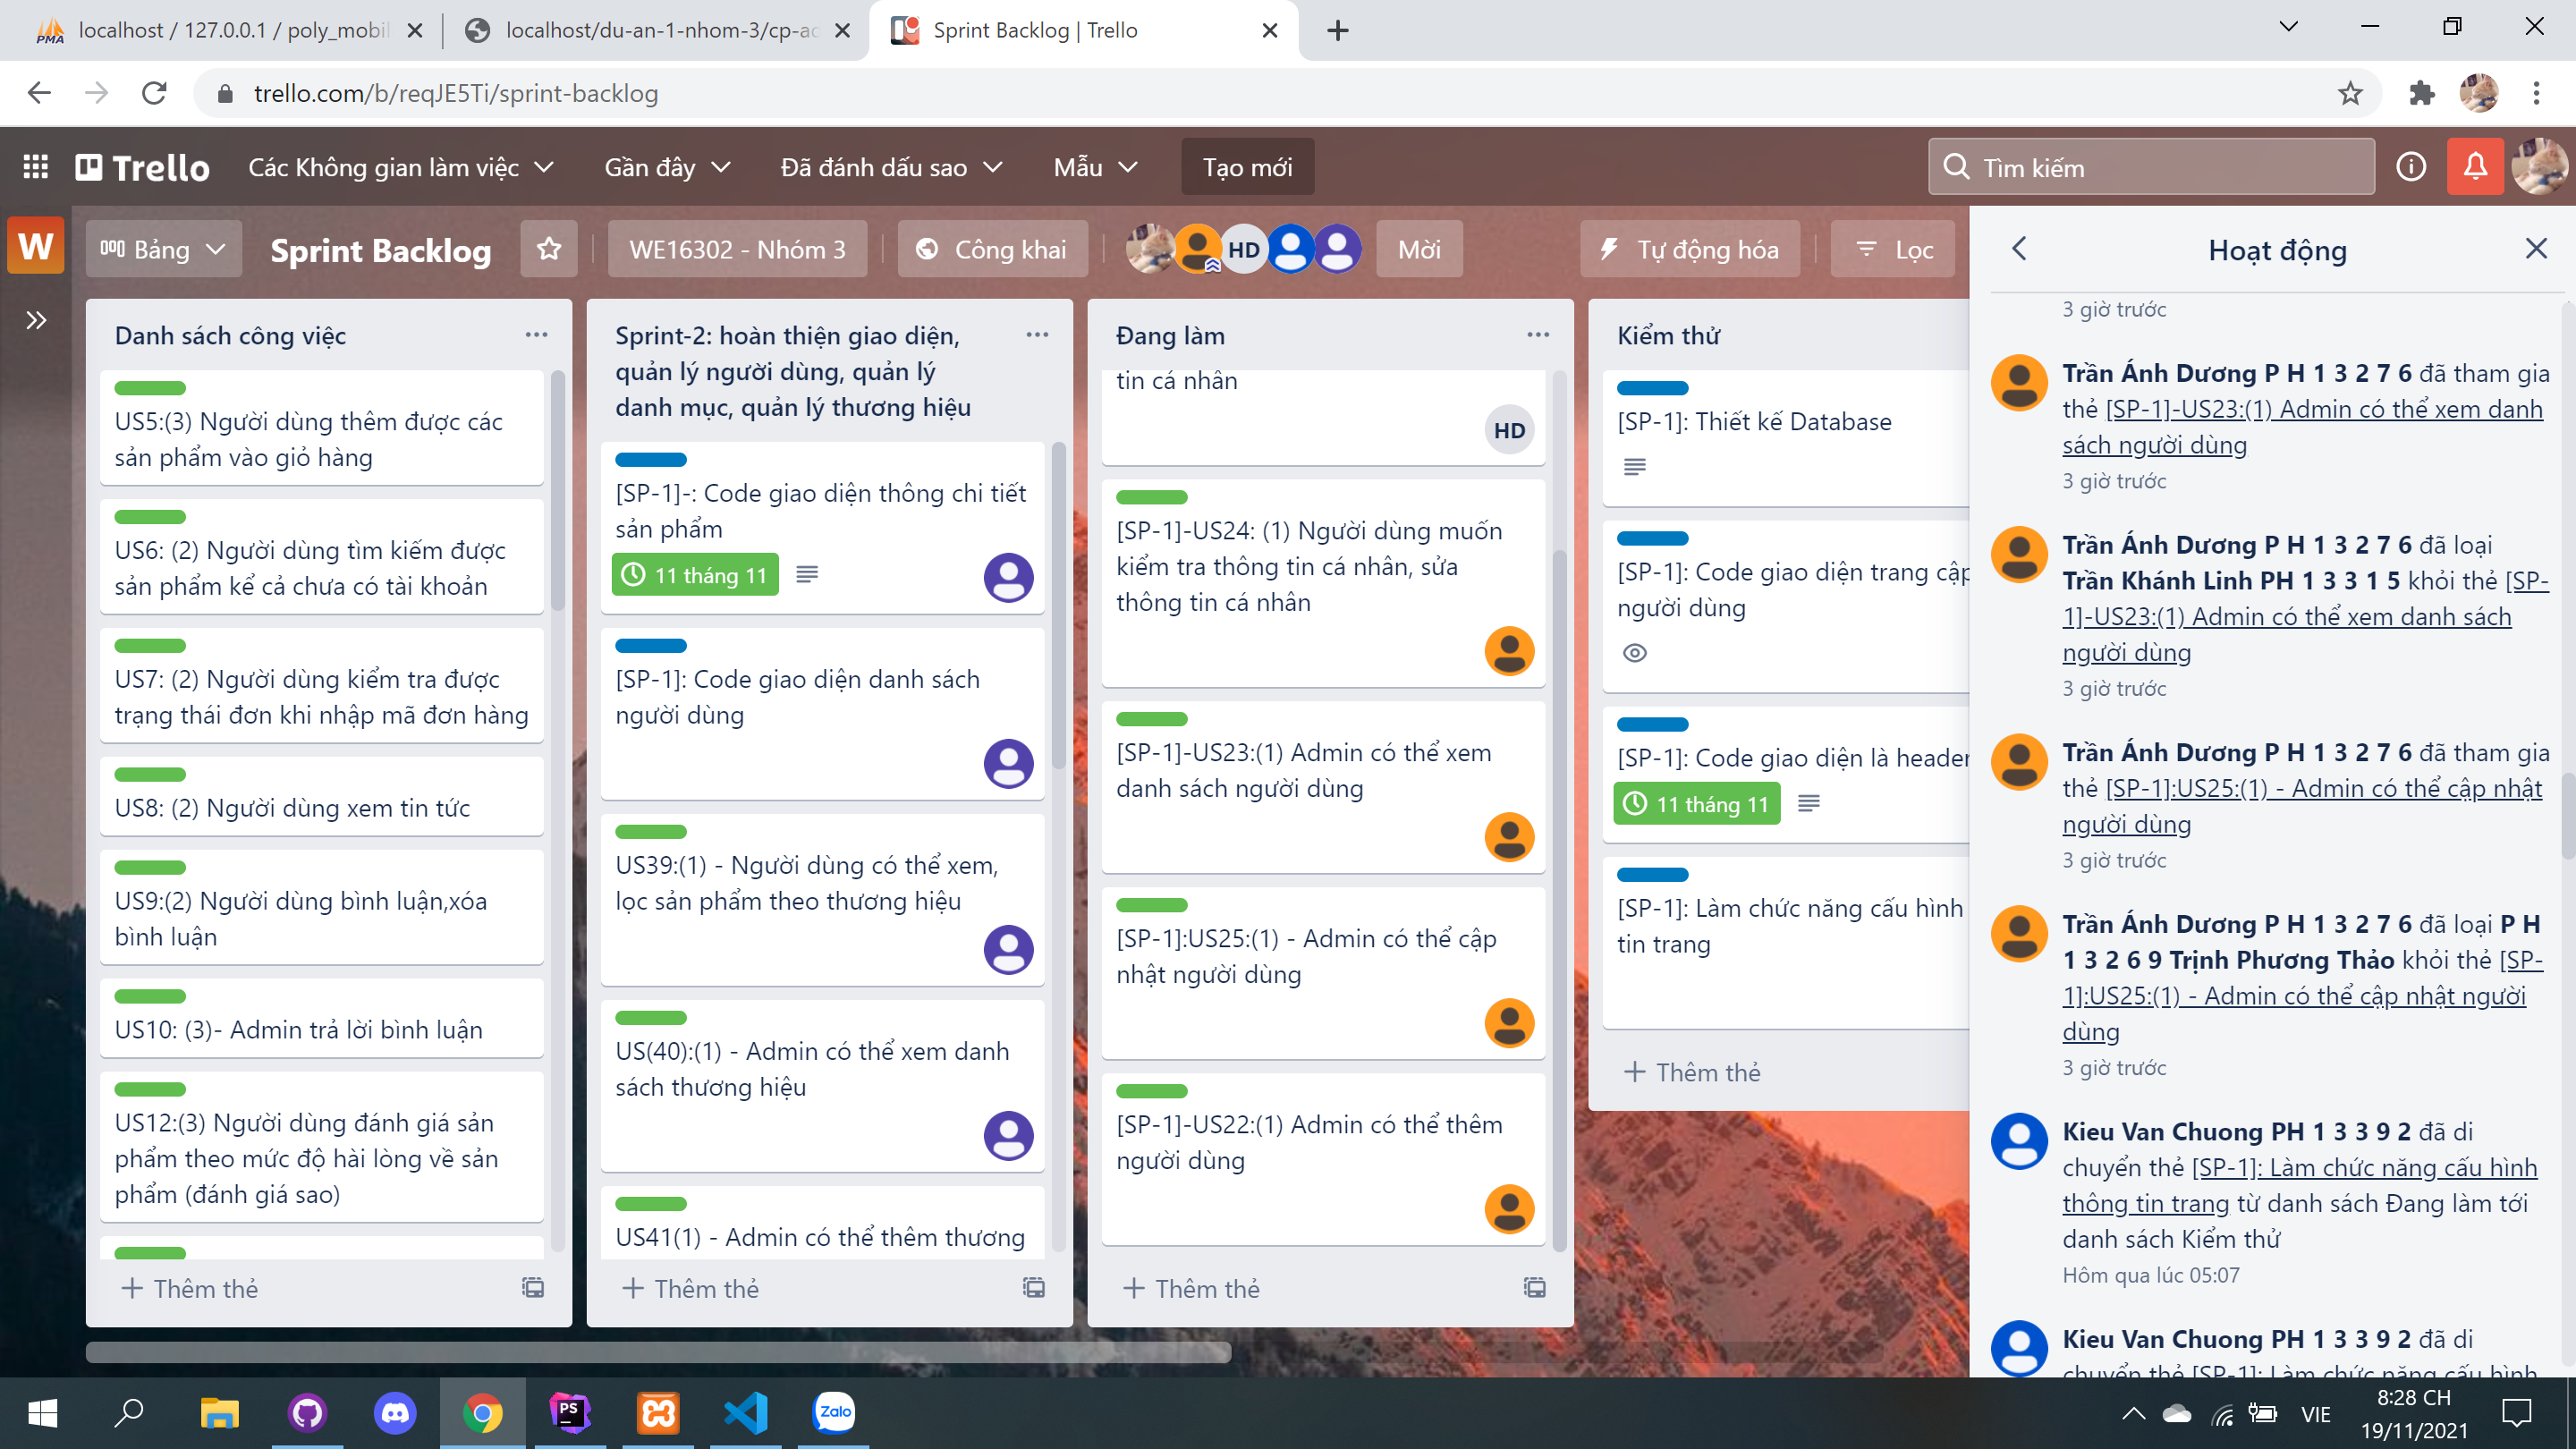 localhost / 127.0.0.1 / poly_mobil
localhost/du-an-1-nhom-3/cp-ad
Sprint Backlog | Trello
trello.com/b/reqJE5Ti/sprint-backlog
Trello
Các Không gian làm việc
Gần đây
Đã đánh dấu sao
Mẫu
Tạo mới
Tìm kiếm
W
Bảng
Sprint Backlog
WE16302 - Nhóm 3
Công khai
HD
Mời
Tự động hóa
Lọc
Danh sách công việc
US5:(3) Người dùng thêm được các
sản phẩm vào giỏ hàng
US6: (2) Người dùng tìm kiếm được
sản phẩm kể cả chưa có tài khoản
US7: (2) Người dùng kiểm tra được
trạng thái đơn khi nhập mã đơn hàng
US8: (2) Người dùng xem tin tức
US9:(2) Người dùng bình luận,xóa
bình luận
US10: (3)- Admin trả lời bình luận
US12:(3) Người dùng đánh giá sản
phẩm theo mức độ hài lòng về sản
phẩm (đánh giá sao)
Thêm thẻ
Sprint-2: hoàn thiện giao diện,
quản lý người dùng, quản lý
danh mục, quản lý thương hiệu
[SP-1]-: Code giao diện thông chi tiết
sản phẩm
11 tháng 11
[SP-1]: Code giao diện danh sách
người dùng
US39:(1) - Người dùng có thể xem,
lọc sản phẩm theo thương hiệu
US(40):(1) - Admin có thể xem danh
sách thương hiệu
US41(1) - Admin có thể thêm thương
Thêm thẻ
Đang làm
tin cá nhân
HD
[SP-1]-US24: (1) Người dùng muốn
kiểm tra thông tin cá nhân, sửa
thông tin cá nhân
[SP-1]-US23:(1) Admin có thể xem
danh sách người dùng
[SP-1]:US25:(1) - Admin có thể cập
nhật người dùng
[SP-1]-US22:(1) Admin có thể thêm
người dùng
Thêm thẻ
Kiểm thử
[SP-1]: Thiết kế Database
[SP-1]: Code giao diện trang cập
người dùng
[SP-1]: Code giao diện là header
11 tháng 11
[SP-1]: Làm chức năng cấu hình
tin trang
Thêm thẻ
Hoạt động
3 giờ trước
Trần Ánh Dương P H 1 3 2 7 6 đã tham gia
thẻ [SP-1]-US23:(1) Admin có thể xem danh
sách người dùng
3 giờ trước
Trần Ánh Dương P H 1 3 2 7 6 đã loại
Trần Khánh Linh PH 1 3 3 1 5 khỏi thẻ [SP-
1]-US23:(1) Admin có thể xem danh sách
người dùng
3 giờ trước
Trần Ánh Dương P H 1 3 2 7 6 đã tham gia
thẻ [SP-1]:US25:(1) - Admin có thể cập nhật
người dùng
3 giờ trước
Trần Ánh Dương P H 1 3 2 7 6 đã loại P H
1 3 2 6 9 Trịnh Phương Thảo khỏi thẻ [SP-
1]:US25:(1) - Admin có thể cập nhật người
dùng
3 giờ trước
Kieu Van Chuong PH 1 3 3 9 2 đã di
chuyển thẻ [SP-1]: Làm chức năng cấu hình
thông tin trang từ danh sách Đang làm tới
danh sách Kiểm thử
Hôm qua lúc 05:07
Kieu Van Chuong PH 1 3 3 9 2 đã di
chuyển thẻ [SP-1]: Làm chức năng cấu hình
PS
Zalo
VIE
8:28 CH
19/11/2021